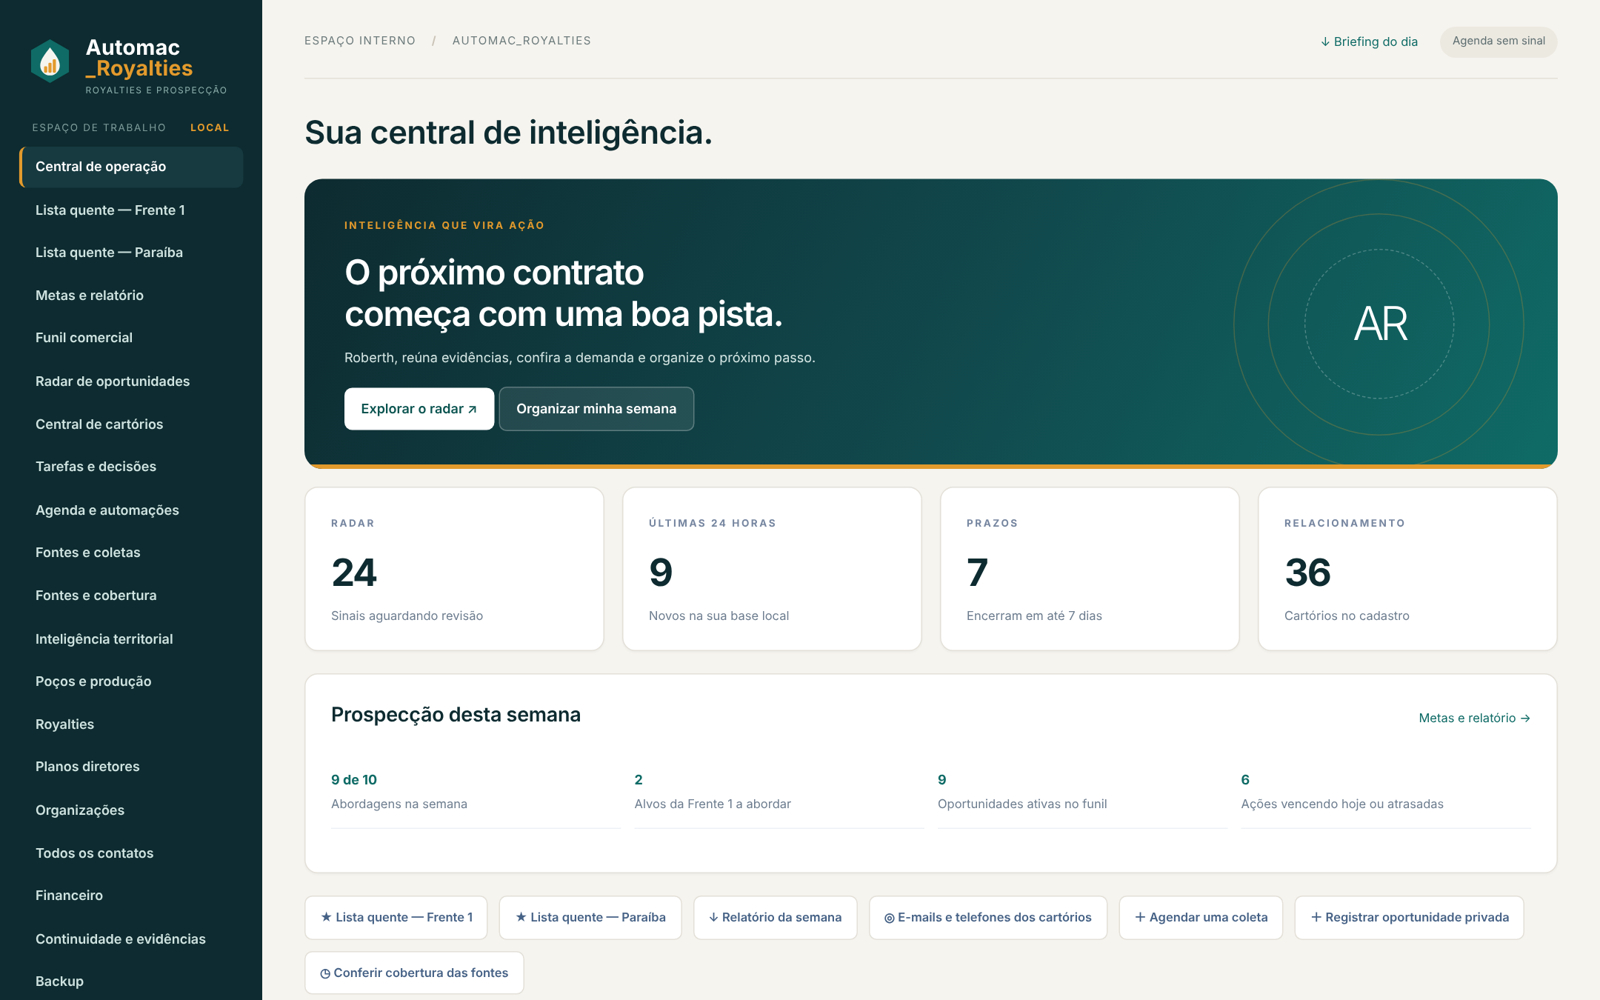 Automac
_Royalties
ROYALTIES E PROSPECÇÃO
ESPAÇO DE TRABALHO LOCAL
Central de operação
Lista quente — Frente 1
Lista quente — Paraíba
Metas e relatório
Funil comercial
Radar de oportunidades
Central de cartórios
Tarefas e decisões
Agenda e automações
Fontes e coletas
Fontes e cobertura
Inteligência territorial
Poços e produção
Royalties
Planos diretores
Organizações
Todos os contatos
Financeiro
Continuidade e evidências
Backup
ESPAÇO INTERNO / AUTOMAC_ROYALTIES
↓ Briefing do dia
Agenda sem sinal
Sua central de inteligência.
INTELIGÊNCIA QUE VIRA AÇÃO
O próximo contrato
começa com uma boa pista.
Roberth, reúna evidências, confira a demanda e organize o próximo passo.
Explorar o radar ↗
Organizar minha semana
AR
RADAR
24
Sinais aguardando revisão
ÚLTIMAS 24 HORAS
9
Novos na sua base local
PRAZOS
7
Encerram em até 7 dias
RELACIONAMENTO
36
Cartórios no cadastro
Prospecção desta semana
Metas e relatório →
9 de 10
Abordagens na semana
2
Alvos da Frente 1 a abordar
9
Oportunidades ativas no funil
6
Ações vencendo hoje ou atrasadas
★ Lista quente — Frente 1
★ Lista quente — Paraíba
↓ Relatório da semana
◎ E-mails e telefones dos cartórios
+ Agendar uma coleta
+ Registrar oportunidade privada
◷ Conferir cobertura das fontes